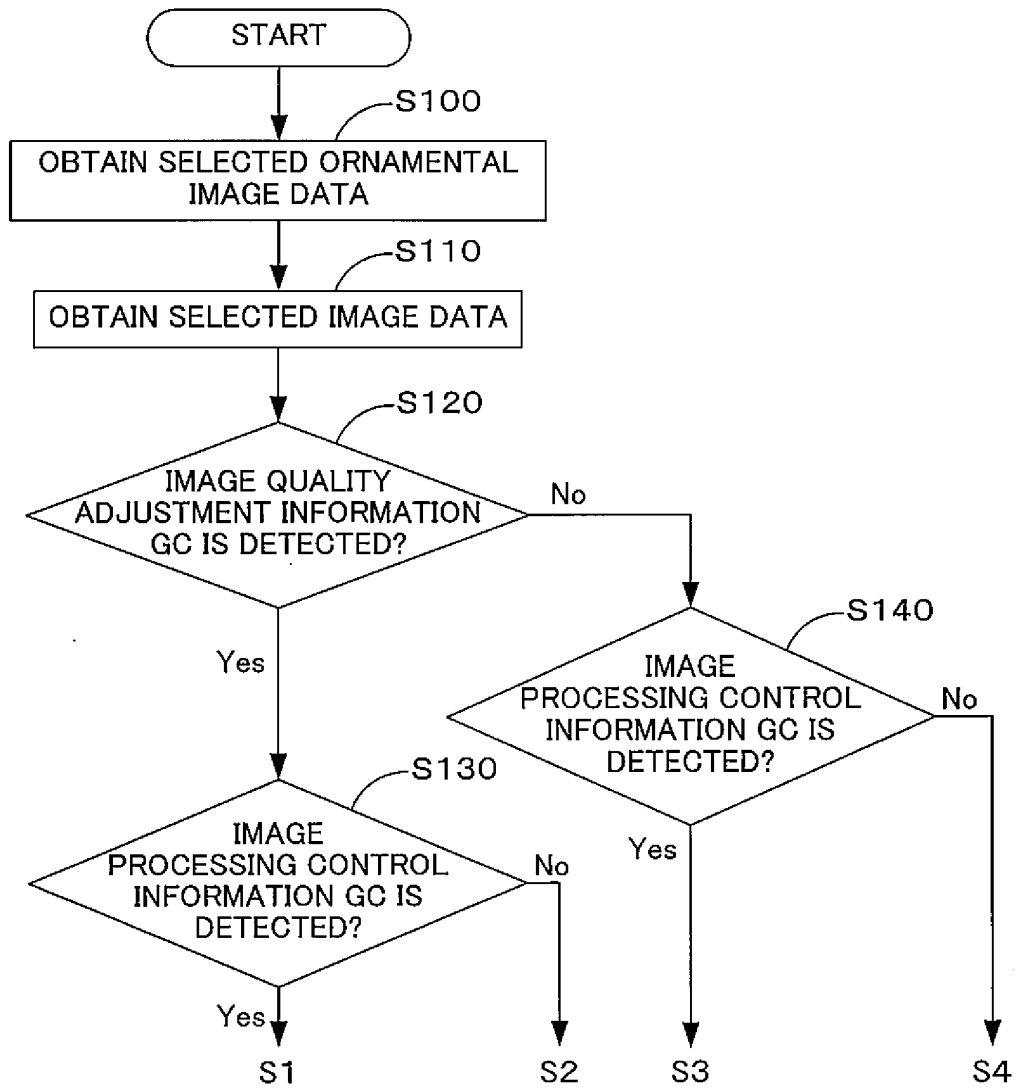 START
S100
OBTAIN SELECTED ORNAMENTAL
IMAGE DATA
S110
OBTAIN SELECTED IMAGE DATA
S120
IMAGE QUALITY
ADJUSTMENT INFORMATION
GC IS DETECTED?
No
Yes
S140
IMAGE
PROCESSING CONTROL
INFORMATION GC IS
DETECTED?
No
Yes
S130
IMAGE
PROCESSING CONTROL
INFORMATION GC IS
DETECTED?
No
Yes
S1
S2
S3
S4